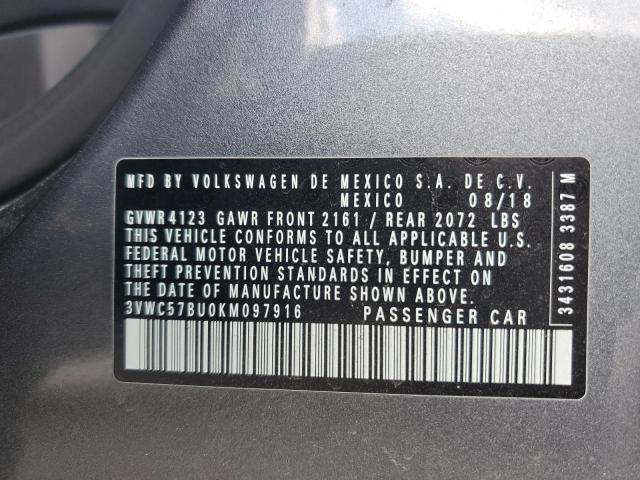 MFD BY VOLKSWAGEN DE MEXICO S.A. DE C.V.
MEXICO 08/18
GVWR 4123 GAWR FRONT 2161 / REAR 2072 LBS
THIS VEHICLE CONFORMS TO ALL APPLICABLE U.S.
FEDERAL MOTOR VEHICLE SAFETY, BUMPER AND
THEFT PREVENTION STANDARDS IN EFFECT ON
THE DATE OF MANUFACTURE SHOWN ABOVE.
3VWC57BU0KM097916 PASSENGER CAR
3431608 3387 M